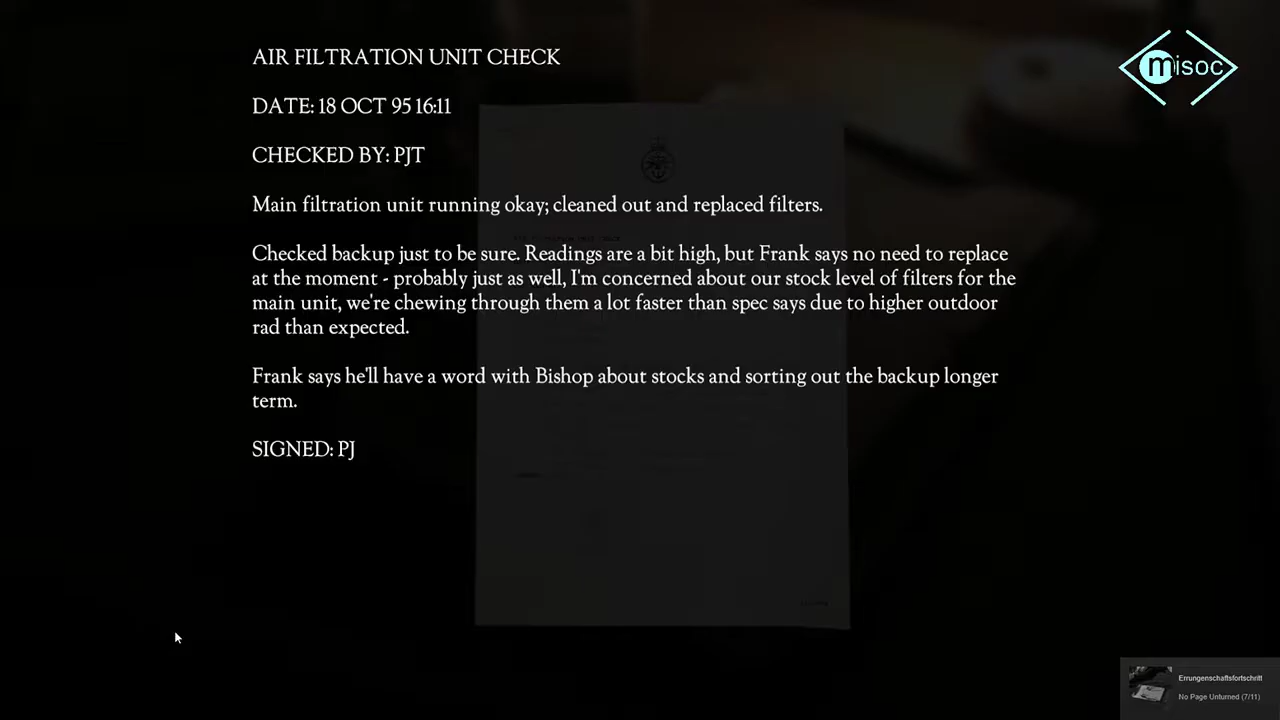 AIR FILTRATION UNIT CHECK
misoc
DATE: 18 OCT 95 16:11
CHECKED BY: PJT
Main filtration unit running okay; cleaned out and replaced filters.
Checked backup just to be sure. Readings are a bit high, but Frank says no need to replace
at the moment - probably just as well, I'm concerned about our stock level of filters for the
main unit, we're chewing through them a lot faster than spec says due to higher outdoor
rad than expected.
Frank says he'll have a word with Bishop about stocks and sorting out the backup longer
term.
SIGNED: PJ
Errungenschaftsfortschritt
No Page Unturned (7/11)